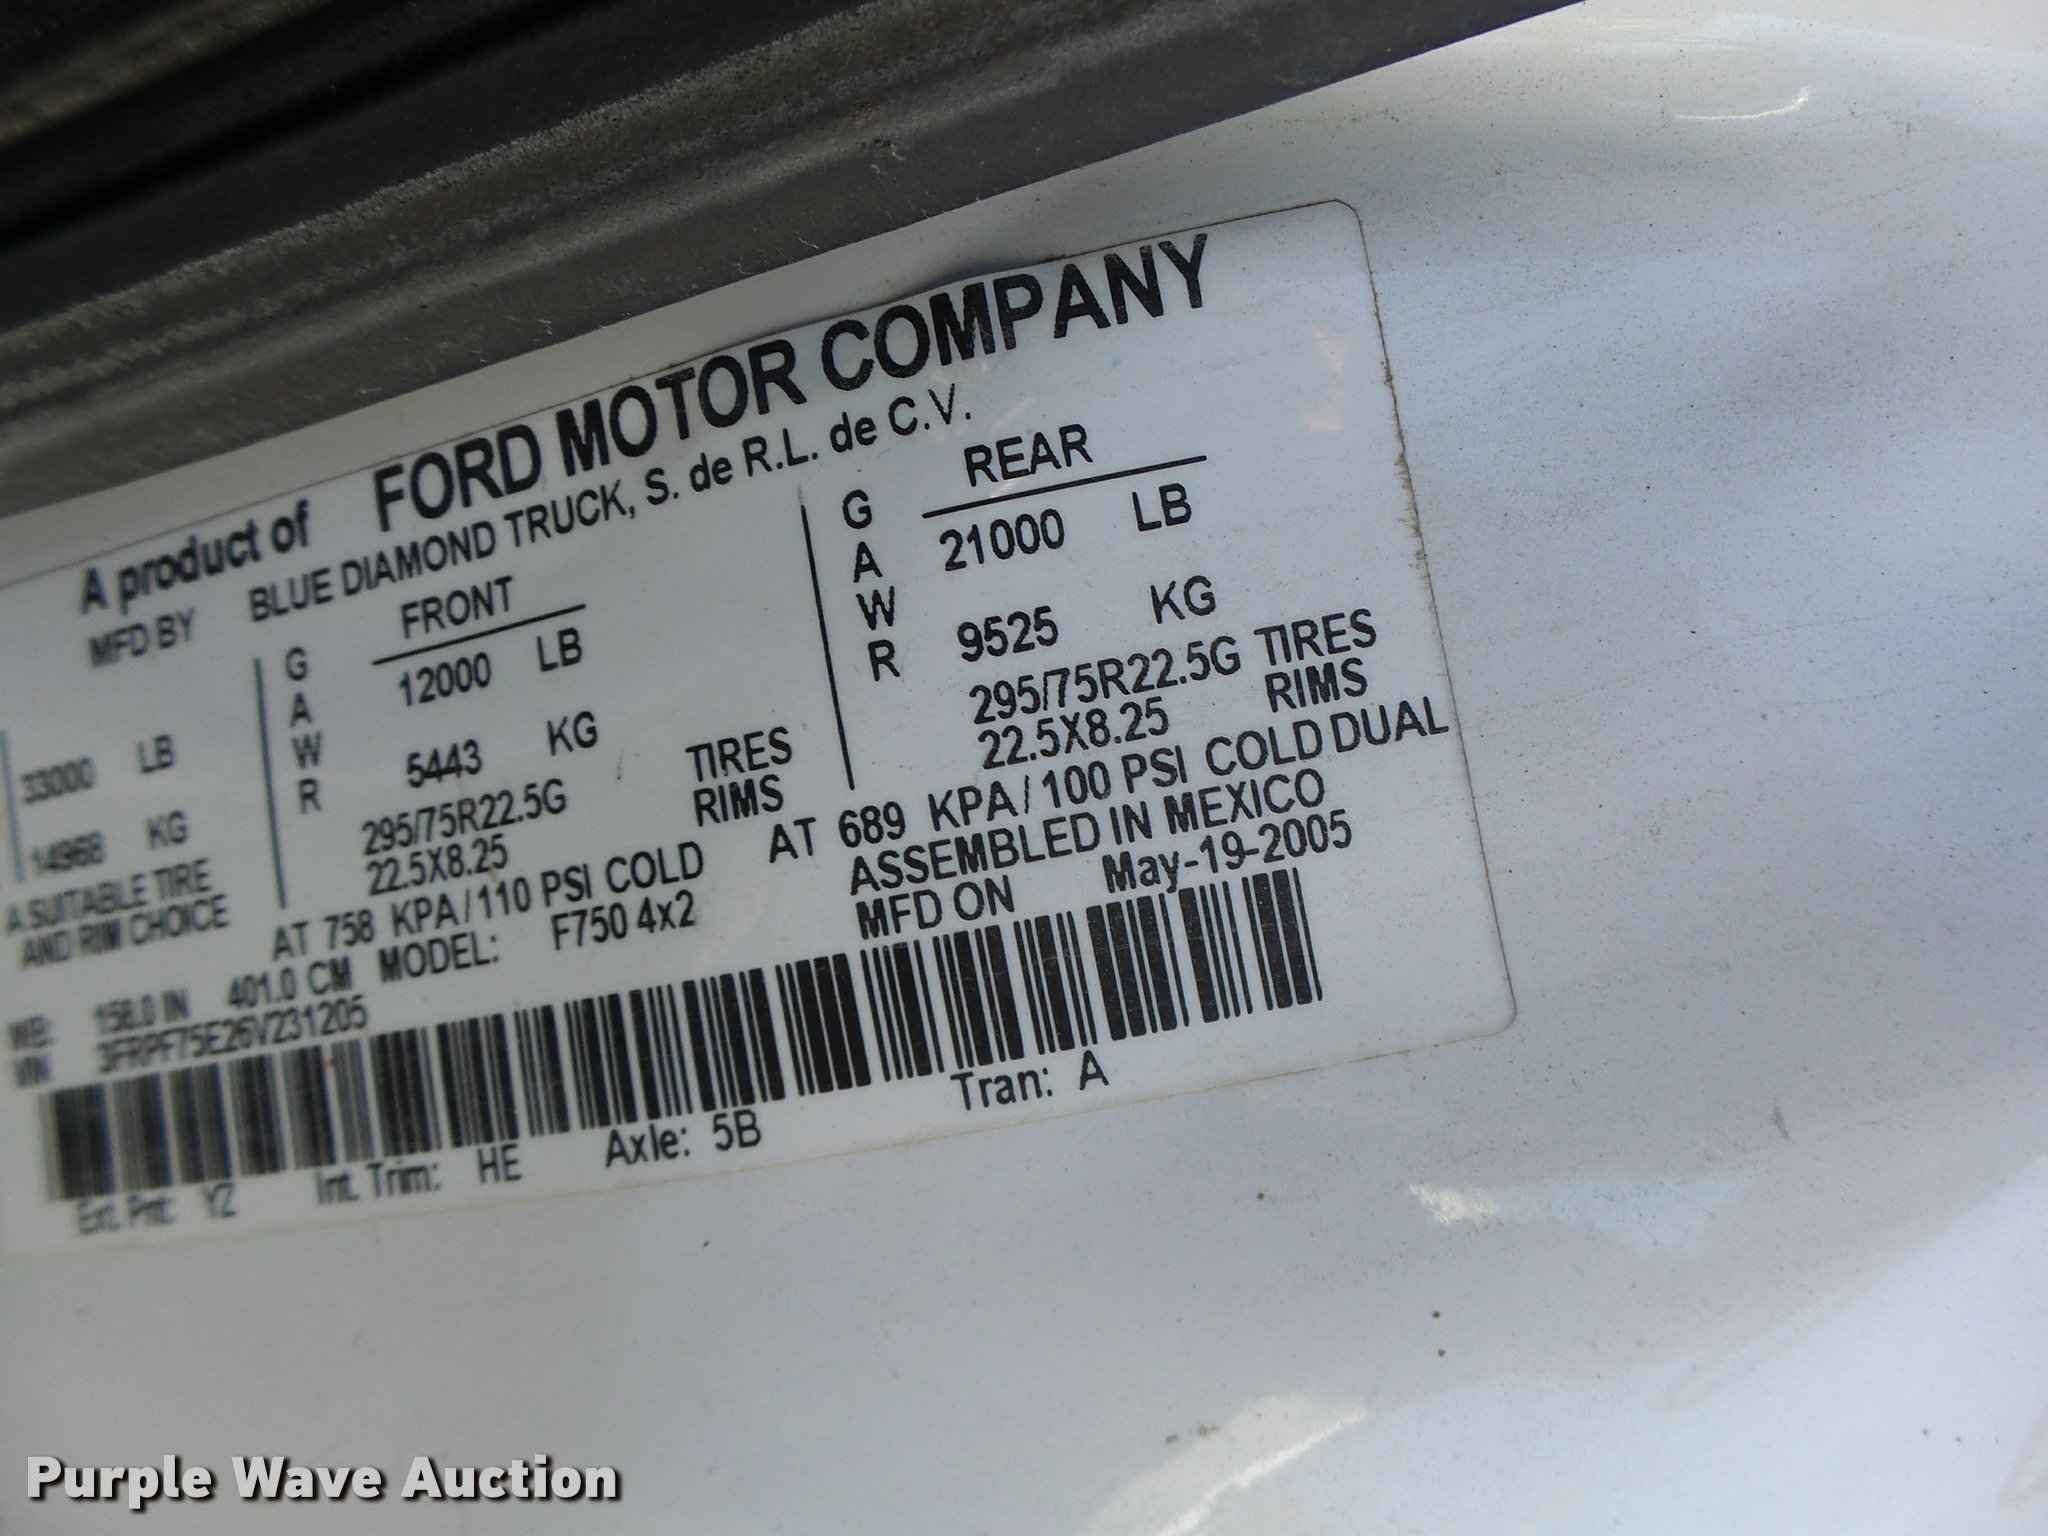 A product of FORD MOTOR COMPANY
MFD BY BLUE DIAMOND TRUCK, S. de R.L. de C.V.
33000 LB
14968 KG
A SUITABLE TIRE
AND RIM CHOICE
GAWR
FRONT
12000 LB
5443 KG
295/75R22.5G TIRES
22.5X8.25 RIMS
AT 758 KPA/110 PSI COLD
GAWR
REAR
21000 LB
9525 KG
295/75R22.5G TIRES
22.5X8.25 RIMS
AT 689 KPA/100 PSI COLD DUAL
ASSEMBLED IN MEXICO
WB: 158.0 IN 401.0 CM MODEL: F750 4x2 MFD ON May-19-2005
VIN 3FRPF75E26V231205
Ext. Pnt: YZ Int. Trim: HE Axle: 5B Tran: A
Purple Wave Auction